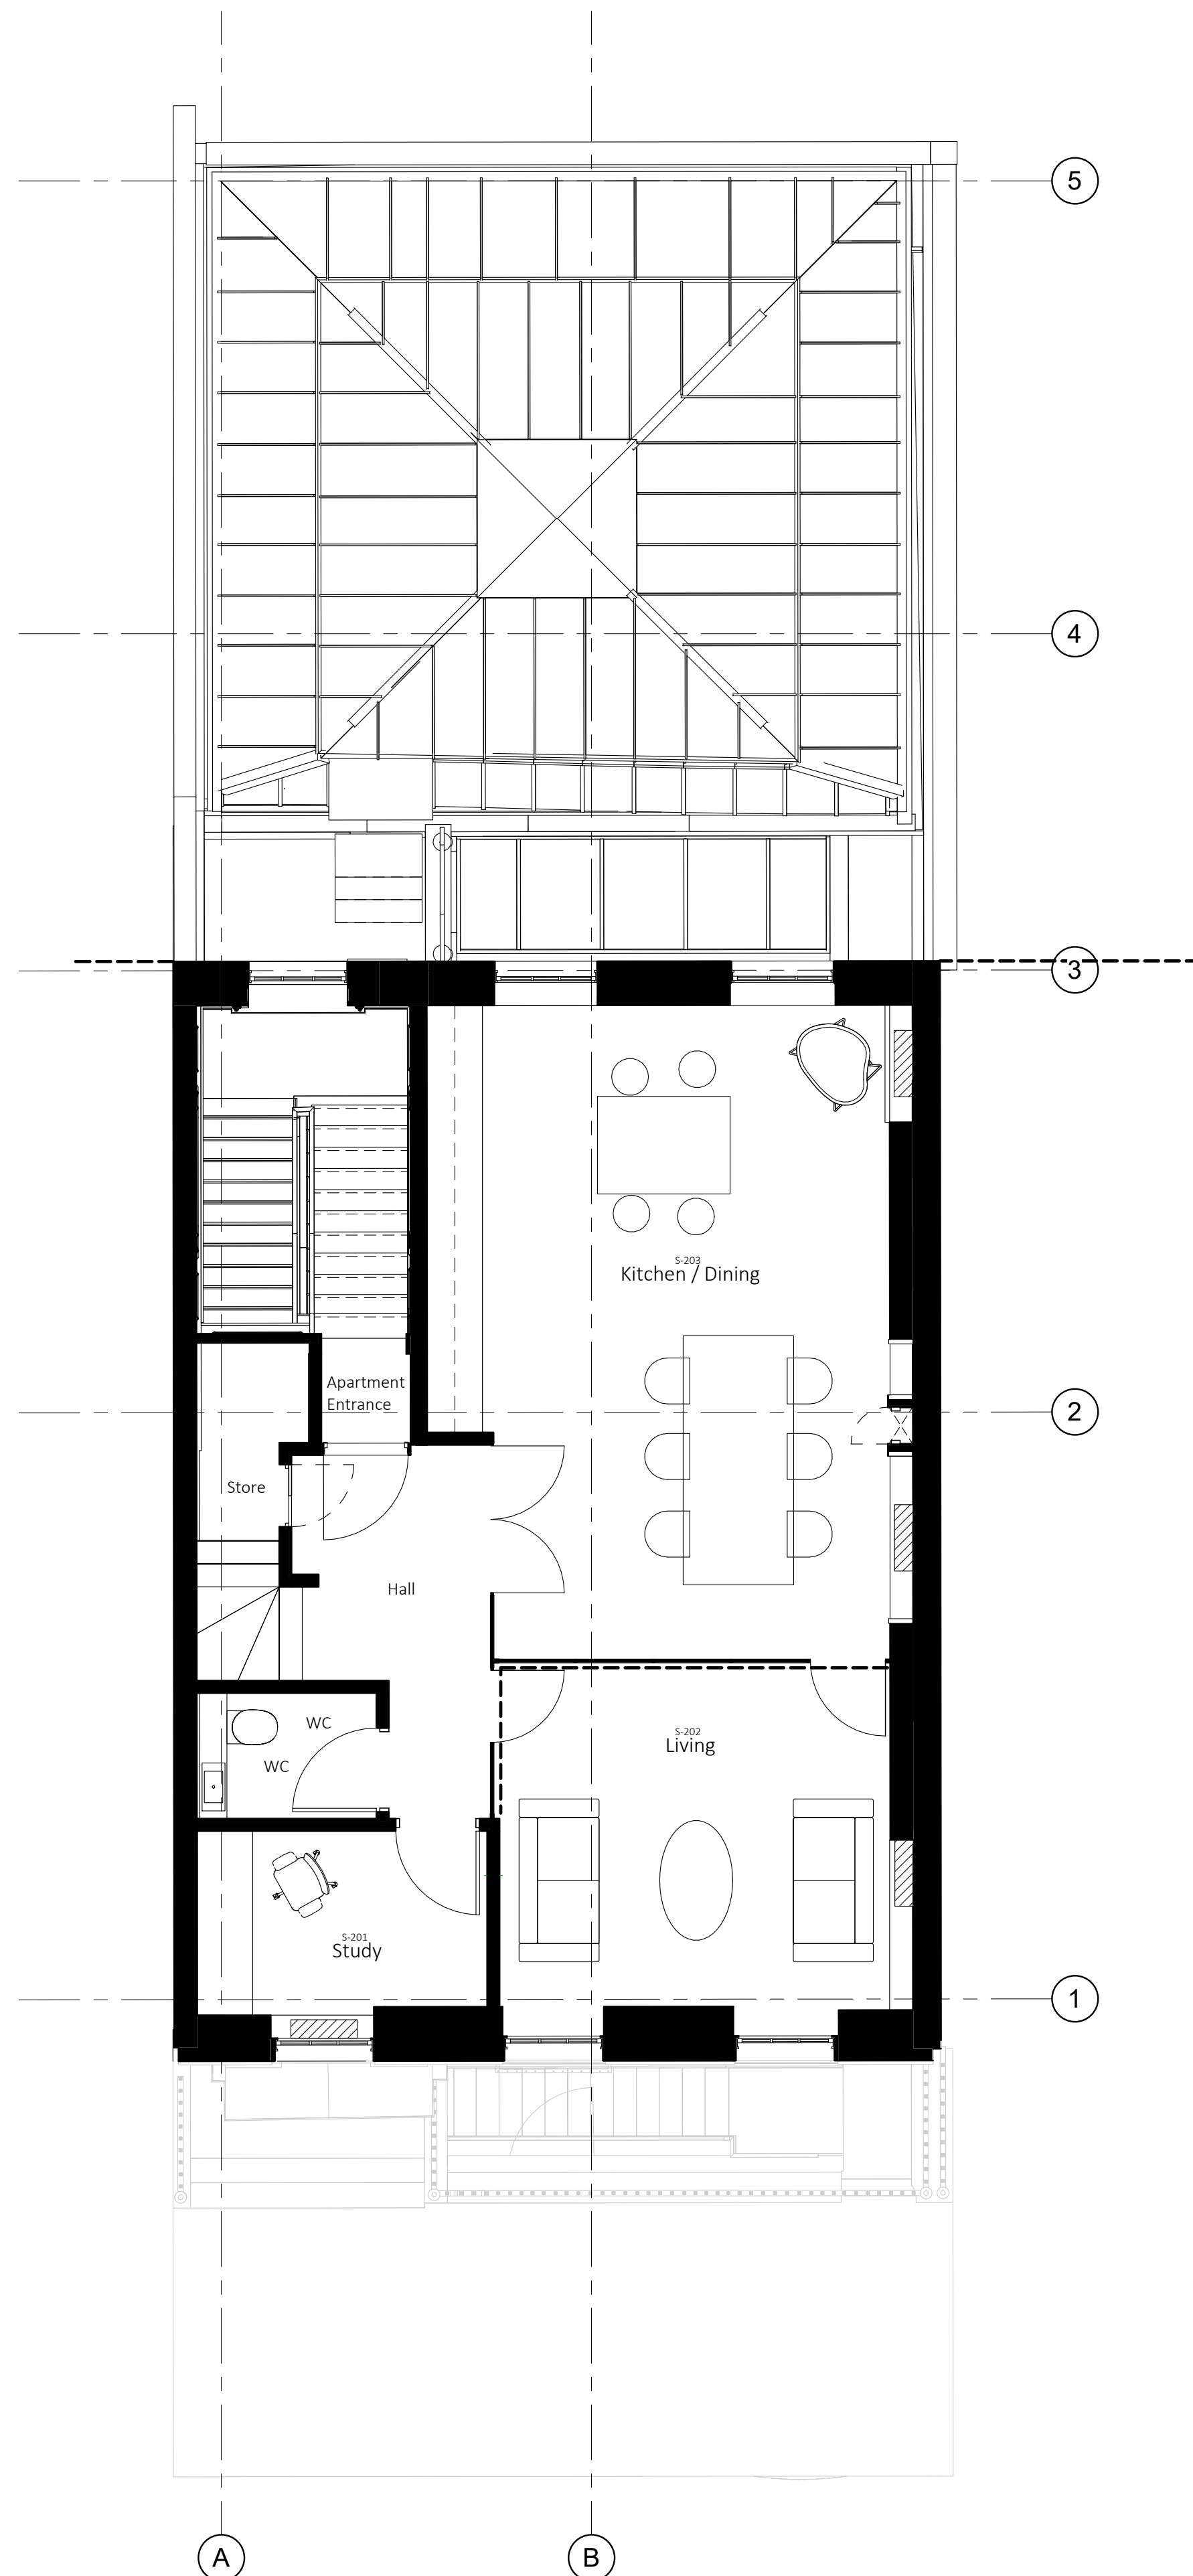 5
4
3
S-203
Kitchen / Dining
Apartment
Entrance
2
Store
Hall
WC
WC
S-202
Living
S-201
Study
1
A
B